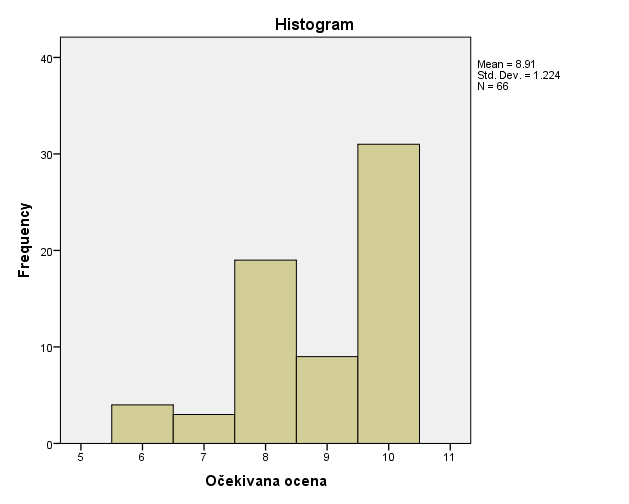 Histogram
40
30
20
10
0
Frequency
5 6 7 8 9 10 11
Očekivana ocena
Mean = 8.91
Std. Dev. = 1.224
N = 66